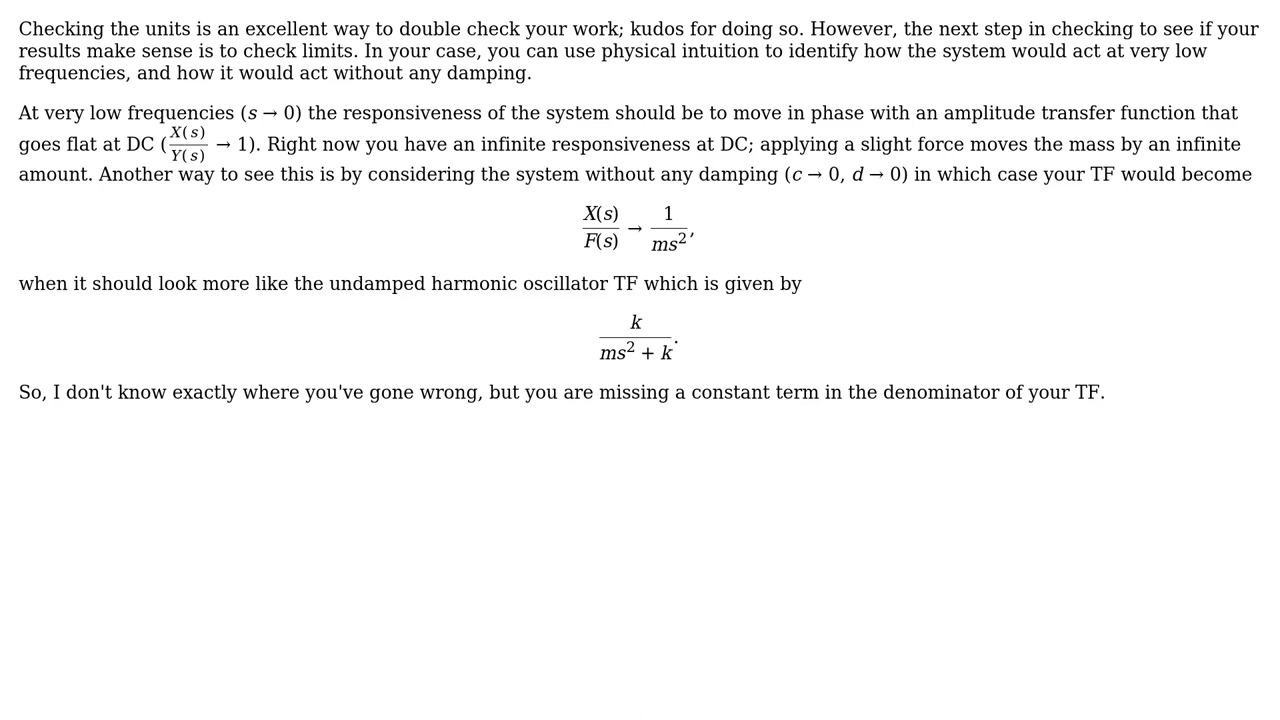 Checking the units is an excellent way to double check your work; kudos for doing so. However, the next step in checking to see if your
results make sense is to check limits. In your case, you can use physical intuition to identify how the system would act at very low
frequencies, and how it would act without any damping.
At very low frequencies (s → 0) the responsiveness of the system should be to move in phase with an amplitude transfer function that
goes flat at DC (X(s)/Y(s) → 1). Right now you have an infinite responsiveness at DC; applying a slight force moves the mass by an infinite
amount. Another way to see this is by considering the system without any damping (c → 0, d → 0) in which case your TF would become
X(s)/F(s) → 1/ms²,
when it should look more like the undamped harmonic oscillator TF which is given by
k/(ms² + k).
So, I don't know exactly where you've gone wrong, but you are missing a constant term in the denominator of your TF.